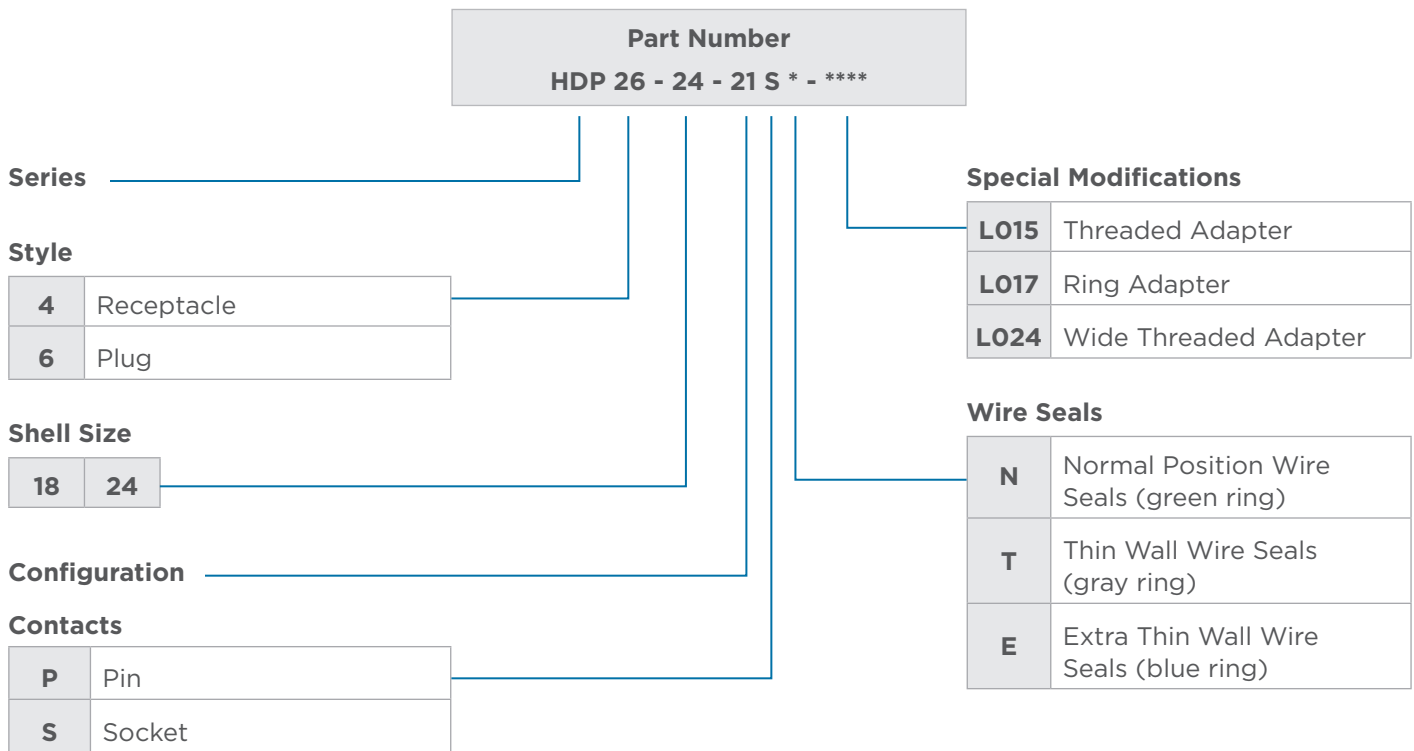 Part Number
HDP 26 - 24 - 21 S * - ****
Series
Style
4 Receptacle
6 Plug
Shell Size
18 24
Configuration
Contacts
P Pin
S Socket
Special Modifications
L015 Threaded Adapter
L017 Ring Adapter
L024 Wide Threaded Adapter
Wire Seals
N Normal Position Wire
Seals (green ring)
T Thin Wall Wire Seals
(gray ring)
E Extra Thin Wall Wire
Seals (blue ring)